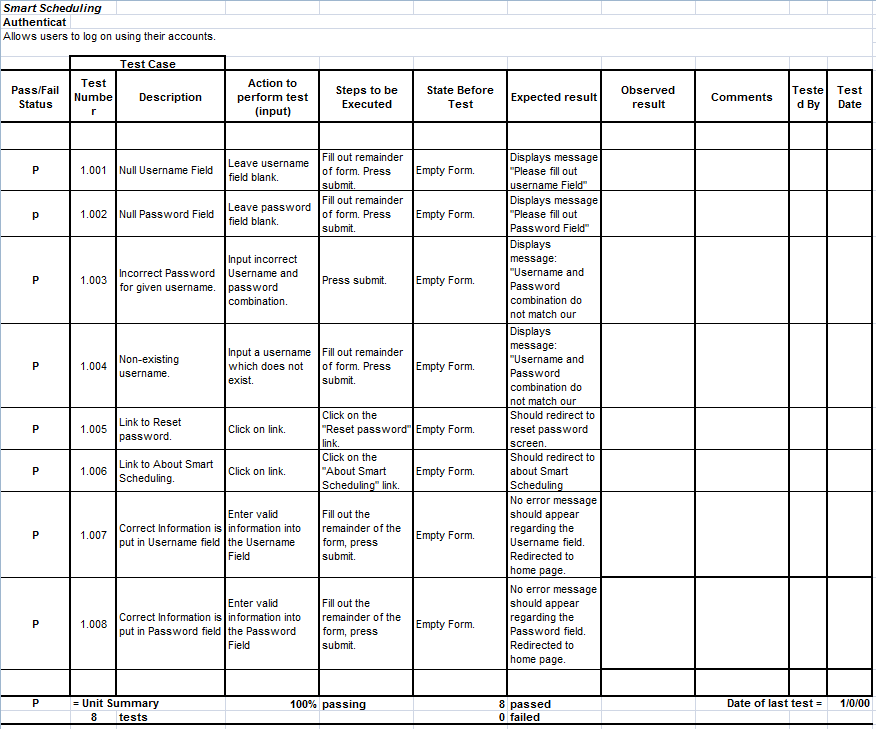 Smart Scheduling
Authenticat
Allows users to log on using their accounts.
Test Case
Pass/Fail
Status
Test
Numbe
r
Description
Action to
perform test
(input)
Steps to be
Executed
State Before
Test
Expected result
Observed
result
Comments
Teste
d By
Test
Date
P
1.001
Null Username Field
Leave username
field blank.
Fill out remainder
of form. Press
submit.
Empty Form.
Displays message
"Please fill out
username Field"
p
1.002
Null Password Field
Leave password
field blank.
Fill out remainder
of form. Press
submit.
Empty Form.
Displays message
"Please fill out
Password Field"
P
1.003
Incorrect Password
for given username.
Input incorrect
Username and
password
combination.
Press submit.
Empty Form.
Displays
message:
"Username and
Password
combination do
not match our
P
1.004
Non-existing
username.
Input a username
which does not
exist.
Fill out remainder
of form. Press
submit.
Empty Form.
Displays
message:
"Username and
Password
combination do
not match our
P
1.005
Link to Reset
password.
Click on link.
Click on the
"Reset password"
link.
Empty Form.
Should redirect to
reset password
screen.
P
1.006
Link to About Smart
Scheduling.
Click on link.
Click on the
"About Smart
Scheduling" link.
Empty Form.
Should redirect to
about Smart
Scheduling
P
1.007
Correct Information is
put in Username field
Enter valid
information into
the Username
Field
Fill out the
remainder of the
form, press
submit.
Empty Form.
No error message
should appear
regarding the
Username field.
Redirected to
home page.
P
1.008
Correct Information is
put in Password field
Enter valid
information into
the Password
Field
Fill out the
remainder of the
form, press
submit.
Empty Form.
No error message
should appear
regarding the
Password field.
Redirected to
home page.
P = Unit Summary 100% passing 8 passed Date of last test = 1/0/00
8 tests 0 failed